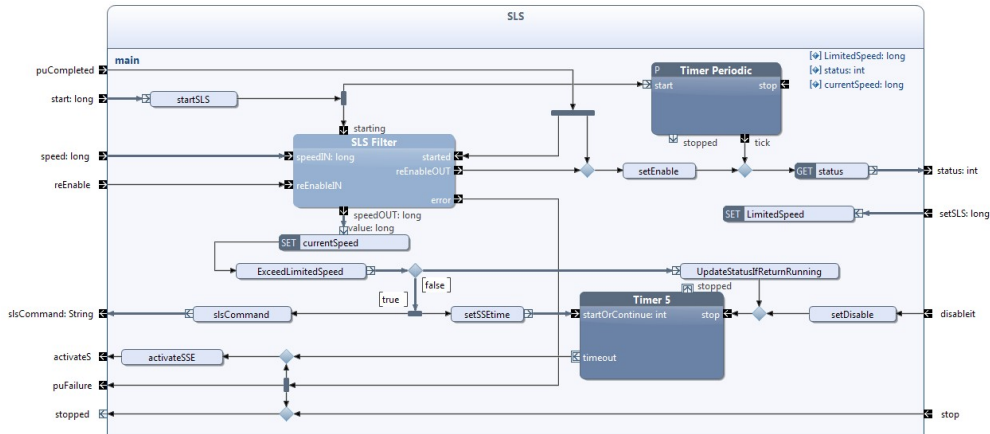 SLS
main
[◈] LimitedSpeed: long
[◈] status: int
[◈] currentSpeed: long
puCompleted
P Timer Periodic
start stop
start: long
startSLS
starting
stopped
tick
SLS Filter
speed: long
speedIN: long
started
reEnableOUT
setEnable
GET status
status: int
reEnable
reEnableIN
error
speedOUT: long
value: long
SET LimitedSpeed
setSLS: long
SET currentSpeed
ExceedLimitedSpeed
[false]
UpdateStatusIfReturnRunning
[true]
stopped
Timer 5
slsCommand: String
slsCommand
setSSEtime
startOrContinue: int
stop
setDisable
disableit
activateS
activateSSE
timeout
puFailure
stopped
stop